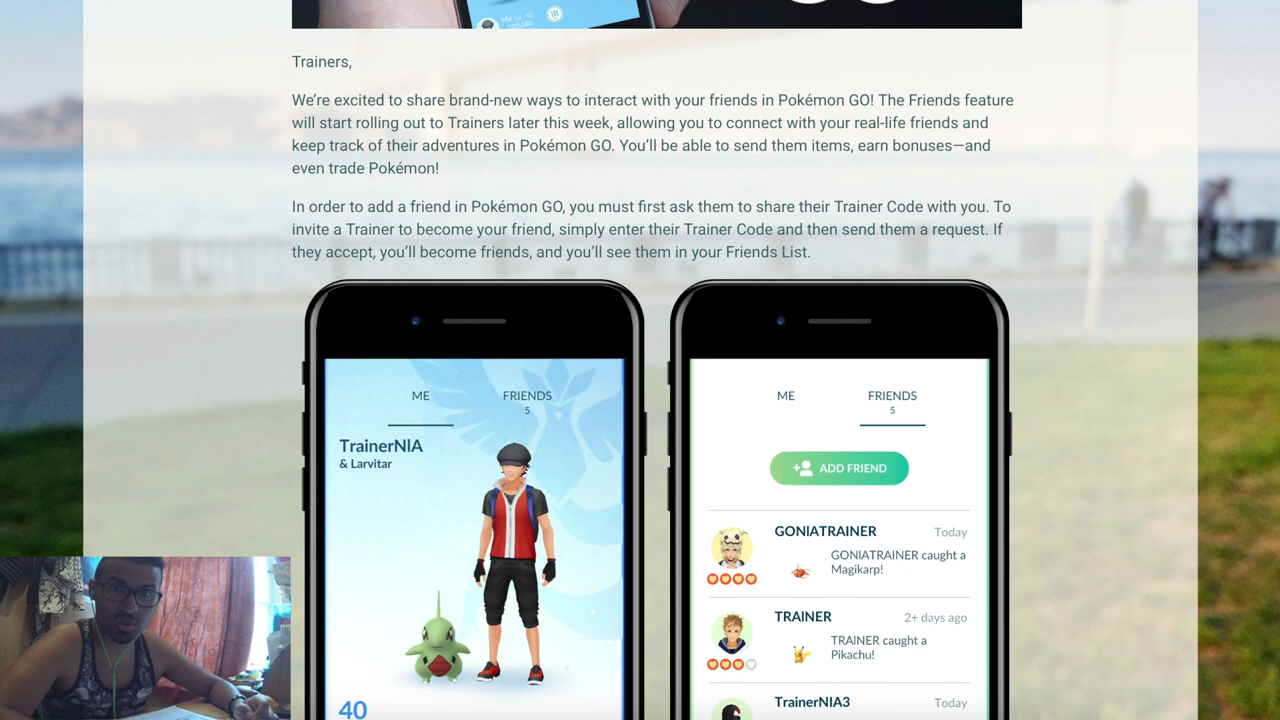 Me Lv. 40
103,580
Trainers,
We’re excited to share brand-new ways to interact with your friends in Pokémon GO! The Friends feature
will start rolling out to Trainers later this week, allowing you to connect with your real-life friends and
keep track of their adventures in Pokémon GO. You’ll be able to send them items, earn bonuses—and
even trade Pokémon!
In order to add a friend in Pokémon GO, you must first ask them to share their Trainer Code with you. To
invite a Trainer to become your friend, simply enter their Trainer Code and then send them a request. If
they accept, you’ll become friends, and you’ll see them in your Friends List.
ME
FRIENDS
5
TrainerNIA
& Larvitar
40
ME
FRIENDS
5
ADD FRIEND
GONIATRAINER
Today
GONIATRAINER caught a
Magikarp!
TRAINER
2+ days ago
TRAINER caught a
Pikachu!
TrainerNIA3
Today